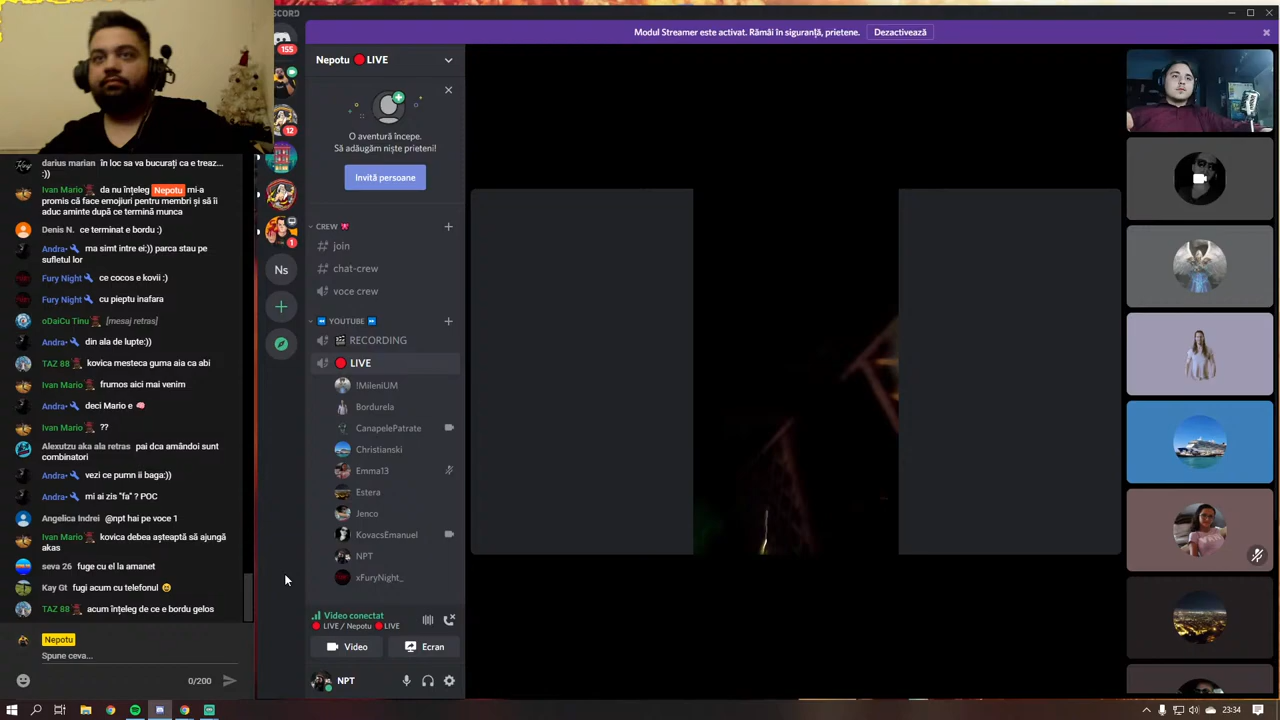 DISCORD
Modul Streamer este activat. Rămâi în siguranță, prietene.
Dezactivează
155
12
1
Ns
Nepotu 🔴LIVE
O aventură începe.
Să adăugăm niște prieteni!
Invită persoane
CREW
join
chat-crew
voce crew
YOUTUBE
RECORDING
LIVE
!MileniUM
Bordurela
CanapelePatrate
Christianski
Emma13
Estera
Jenco
KovacsEmanuel
NPT
xFuryNight_
Video conectat
LIVE / Nepotu 🔴LIVE
Video
Ecran
NPT
darius marian în loc sa va bucurați ca e treaz...
:))
Ivan Mario da nu înțeleg Nepotu mi-a
promis că face emojiuri pentru membri și să îi
aduc aminte după ce termină munca
Denis N. ce terminat e bordu :)
Andra• ma simt intre ei:)) parca stau pe
sufletul lor
Fury Night ce cocos e kovii :)
Fury Night cu pieptu inafara
oDaiCu Tinu [mesaj retras]
Andra• din ala de lupte:))
TAZ 88 kovica mesteca guma aia ca abi
Ivan Mario frumos aici mai venim
Andra• deci Mario e 🧠
Ivan Mario ??
Alexutzu aka ala retras pai dca amândoi sunt
combinatori
Andra• vezi ce pumn ii baga:))
Andra• mi ai zis "fa" ? POC
Angelica Indrei @npt hai pe voce 1
Ivan Mario kovica debea așteaptă să ajungă
akas
seva 26 fuge cu el la amanet
Kay Gt fugi acum cu telefonul 😆
TAZ 88 acum înțeleg de ce e bordu gelos
Nepotu
Spune ceva...
0/200
23:34